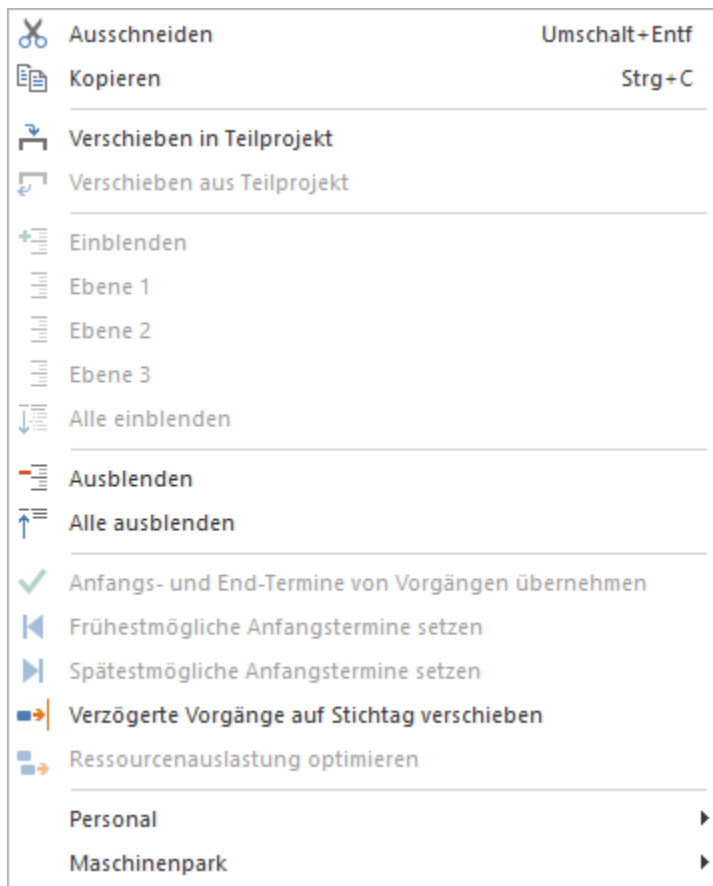 Ausschneiden Umschalt+Entf
Kopieren Strg+C
Verschieben in Teilprojekt
Verschieben aus Teilprojekt
Einblenden
Ebene 1
Ebene 2
Ebene 3
Alle einblenden
Ausblenden
Alle ausblenden
Anfangs- und End-Termine von Vorgängen übernehmen
Frühestmögliche Anfangstermine setzen
Spätestmögliche Anfangstermine setzen
Verzögerte Vorgänge auf Stichtag verschieben
Ressourcenauslastung optimieren
Personal
Maschinenpark